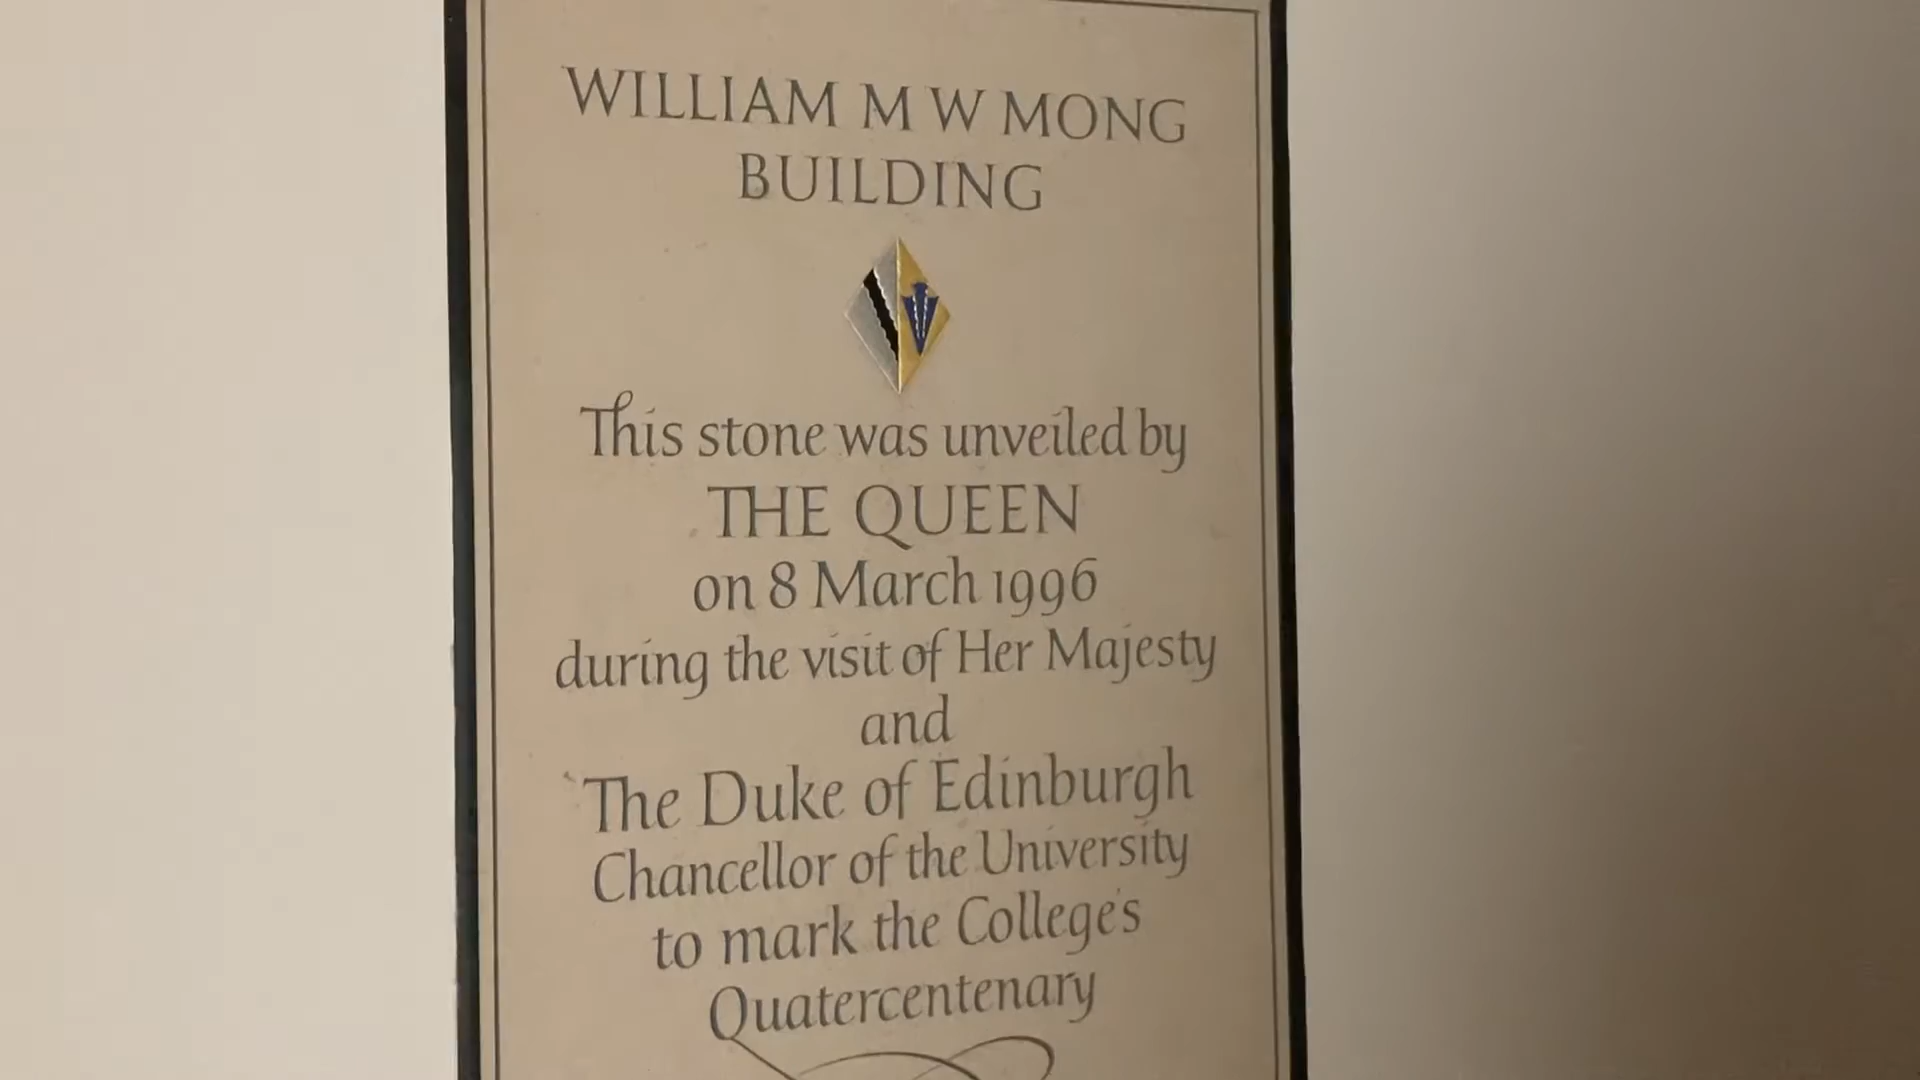 WILLIAM M W MONG
BUILDING
This stone was unveiled by
THE QUEEN
on 8 March 1996
during the visit of Her Majesty
and
The Duke of Edinburgh
Chancellor of the University
to mark the College's
Quatercentenary